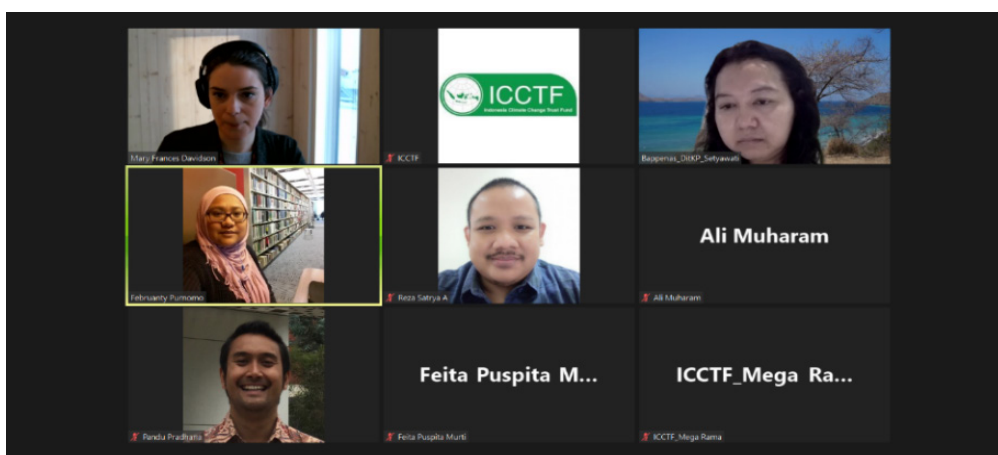 ICCTF
Indonesia Climate Change Trust Fund
Mary Frances Davidson
ICCTF
Bappenas_DitKP_Setyawati
Februanty Purnomo
Reza Satrya A
Ali Muharam
Ali Muharam
Pandu Pradhana
Feita Puspita M...
Feita Puspita Murti
ICCTF_Mega Ra...
ICCTF_Mega Rama